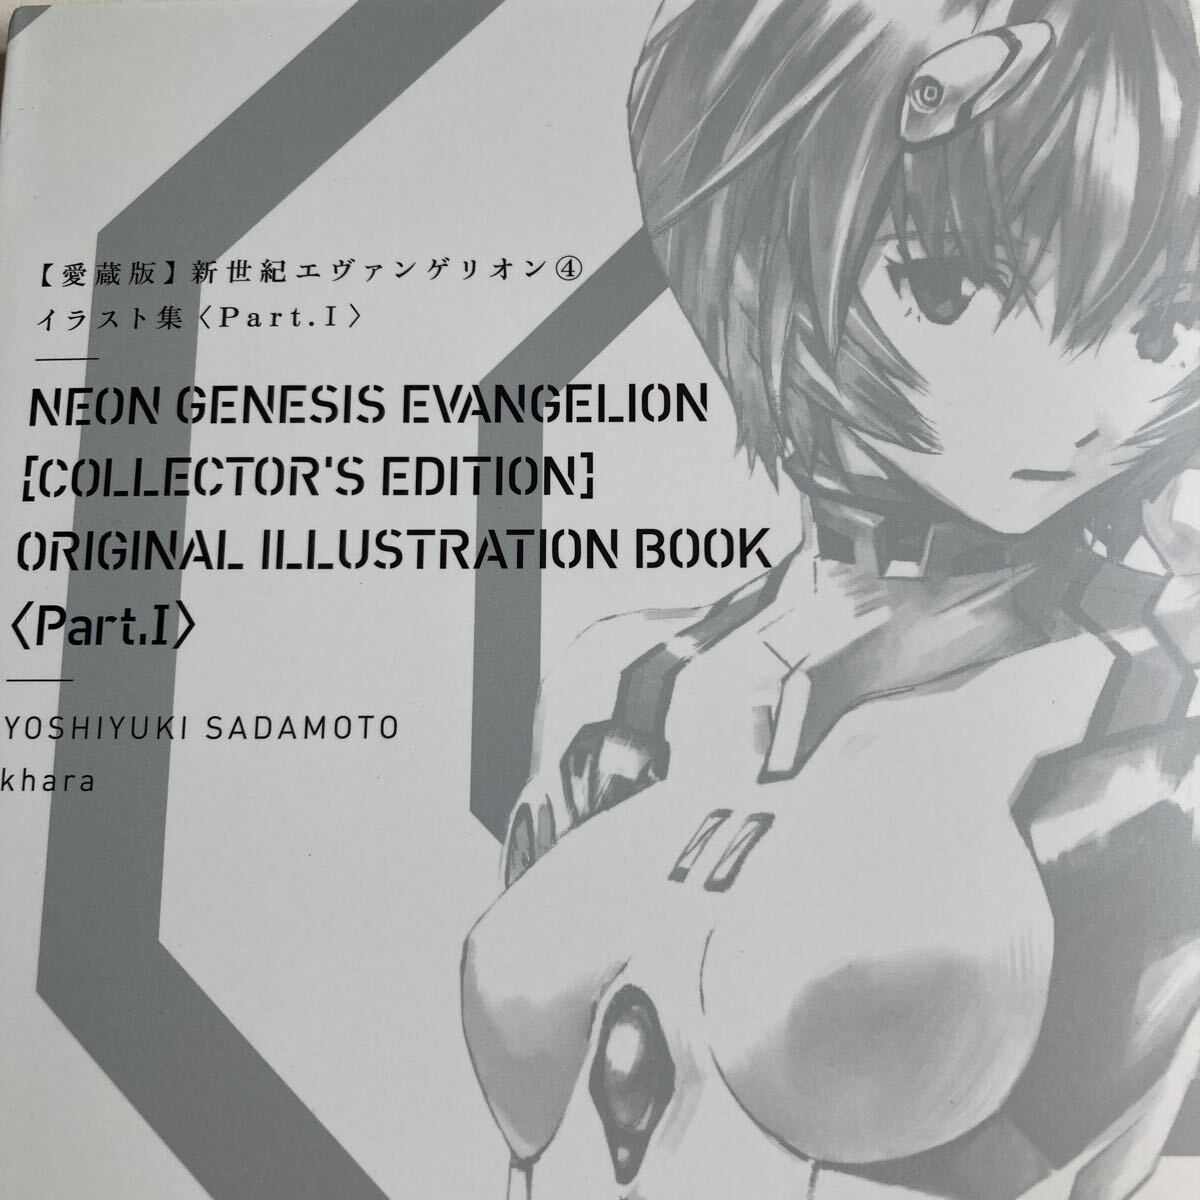 【愛蔵版】新世紀エヴァンゲリオン④
イラスト集〈Part.I〉
NEON GENESIS EVANGELION
[COLLECTOR'S EDITION]
ORIGINAL ILLUSTRATION BOOK
〈Part.I〉
YOSHIYUKI SADAMOTO
khara